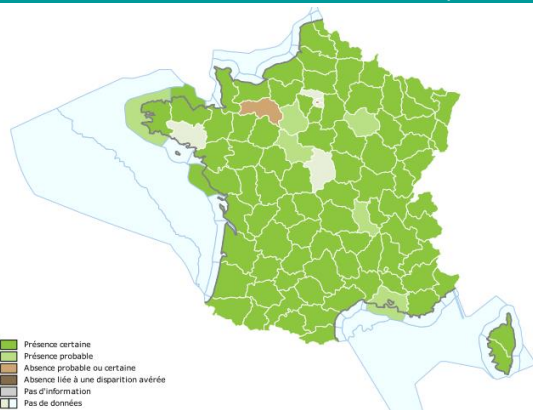 Présence certaine
Présence probable
Absence probable ou certaine
Absence liée à une disparition avérée
Pas d'information
Pas de données